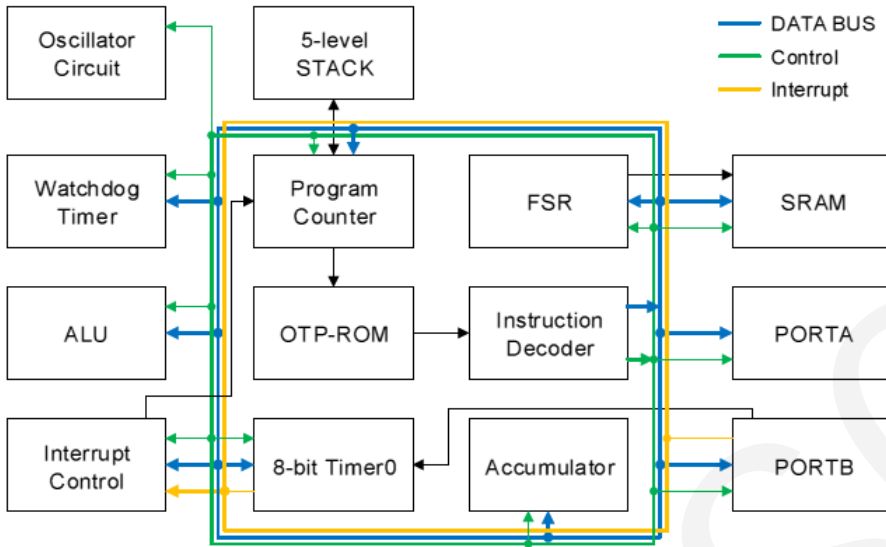 Oscillator
Circuit
5-level
STACK
DATA BUS
Control
Interrupt
Watchdog
Timer
Program
Counter
FSR
SRAM
ALU
OTP-ROM
Instruction
Decoder
PORTA
Interrupt
Control
8-bit Timer0
Accumulator
PORTB